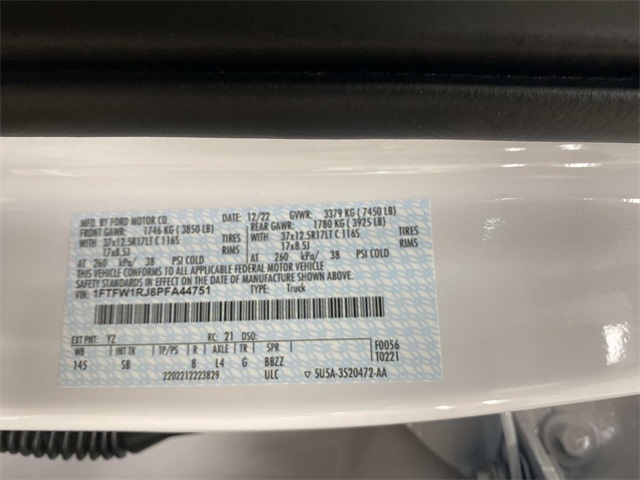 MFD. BY FORD MOTOR CO. 12/22 GVWR: 3379 KG (7450 LB)
FRONT GAWR: 1746 KG (3850 LB) REAR GAWR: 1780 KG (3925 LB)
WITH 37x12.5R17LT C 116S TIRES WITH 37x12.5R17LT C 116S TIRES
17x8.5J 17x8.5J RIMS
AT 260 kPa/ 38 PSI COLD AT 260 kPa/ 38 PSI COLD
THIS VEHICLE CONFORMS TO ALL APPLICABLE FEDERAL MOTOR VEHICLE
SAFETY STANDARDS IN EFFECT ON THE DATE OF MANUFACTURE SHOWN ABOVE.
VIN: 1FTFW1RJ8PFA44751 TYPE: Truck
EXT PNT: YZ RC: 21 DSO: F0056
WB INT TR TP/PS R AXLE TR SPR T0221
145 SB 8 L4 G BBZZ
2202212223829 ULC 5U5A-3520472-AA